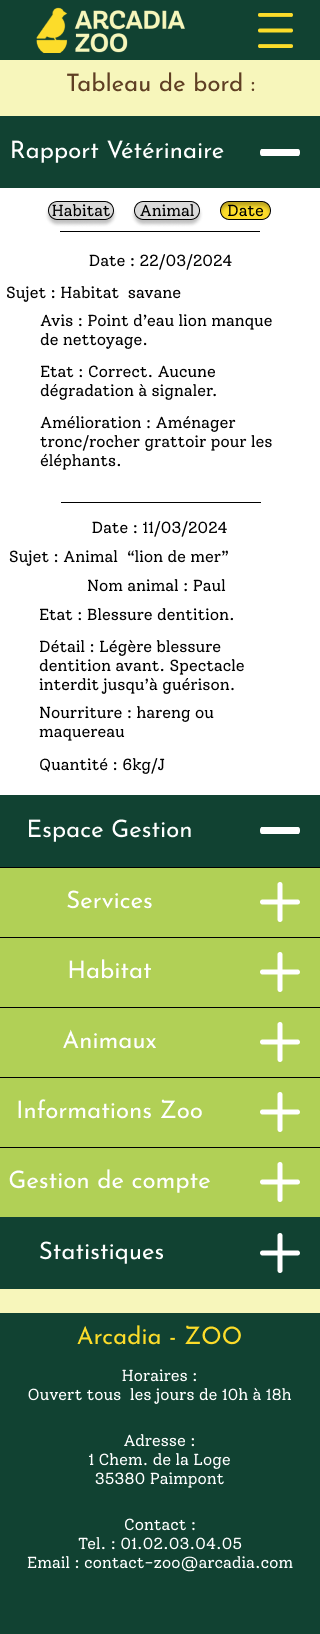 ARCADIA
ZOO
Tableau de bord :
Rapport Vétérinaire
Habitat Animal Date
Date : 22/03/2024
Sujet : Habitat savane
Avis : Point d’eau lion manque
de nettoyage.
Etat : Correct. Aucune
dégradation à signaler.
Amélioration : Aménager
tronc/rocher grattoir pour les
éléphants.
Date : 11/03/2024
Sujet : Animal “lion de mer”
Nom animal : Paul
Etat : Blessure dentition.
Détail : Légère blessure
dentition avant. Spectacle
interdit jusqu’à guérison.
Nourriture : hareng ou
maquereau
Quantité : 6kg/J
Espace Gestion
Services
Habitat
Animaux
Informations Zoo
Gestion de compte
Statistiques
Arcadia - ZOO
Horaires :
Ouvert tous les jours de 10h à 18h
Adresse :
1 Chem. de la Loge
35380 Paimpont
Contact :
Tel. : 01.02.03.04.05
Email : contact-zoo@arcadia.com